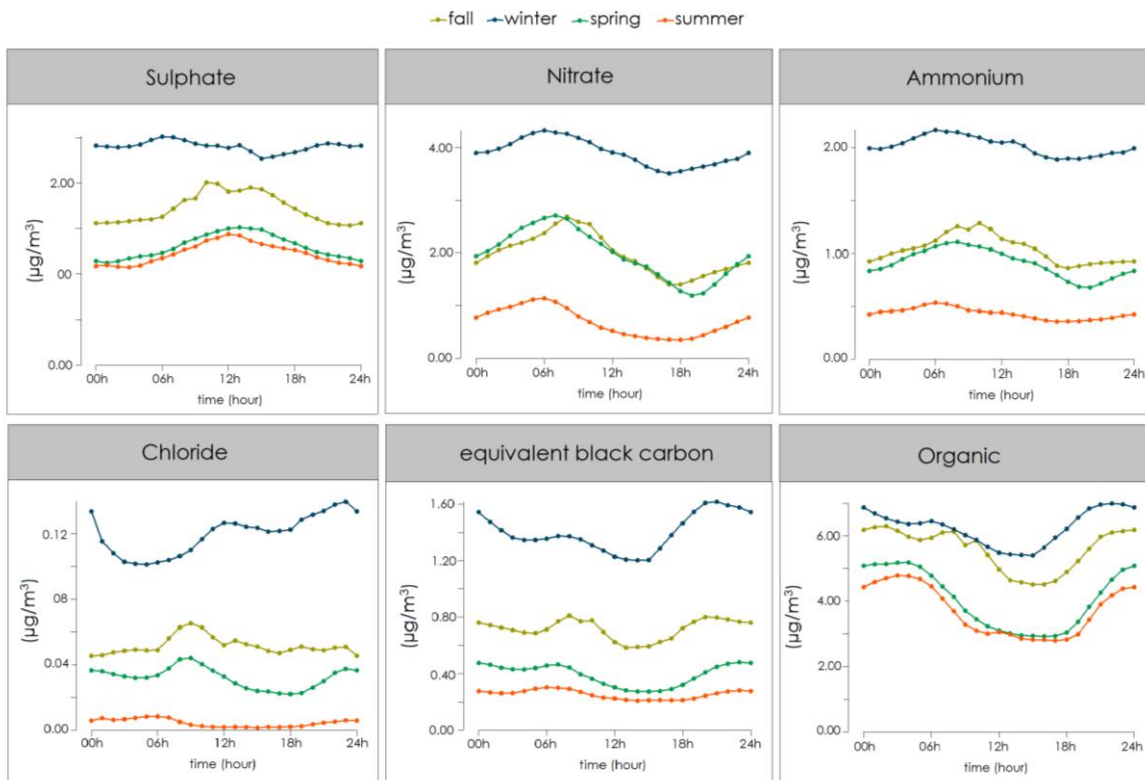 fall winter spring summer
Sulphate
Nitrate
Ammonium
2.00
00
0.00
(µg/m³)
00h 06h 12h 18h 24h
time (hour)
4.00
2.00
0.00
(µg/m³)
00h 06h 12h 18h 24h
time (hour)
2.00
1.00
0.00
(µg/m³)
00h 06h 12h 18h 24h
time (hour)
Chloride
equivalent black carbon
Organic
0.12
08
0.04
0.00
(µg/m³)
00h 06h 12h 18h 24h
time (hour)
1.60
1.20
0.80
0.40
0.00
(µg/m³)
00h 06h 12h 18h 24h
time (hour)
6.00
4.00
2.00
0.00
(µg/m³)
00h 06h 12h 18h 24h
time (hour)